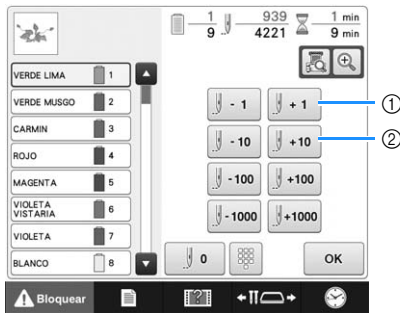 1
9
939
4221
1 min
9 min
VERDE LIMA 1
VERDE MUSGO 2
CARMIN 3
ROJO 4
MAGENTA 5
VIOLETA
VISTARIA 6
VIOLETA 7
BLANCO 8
- 1 + 1 ①
- 10 +10 ②
- 100 +100
- 1000 +1000
0 OK
Bloquear